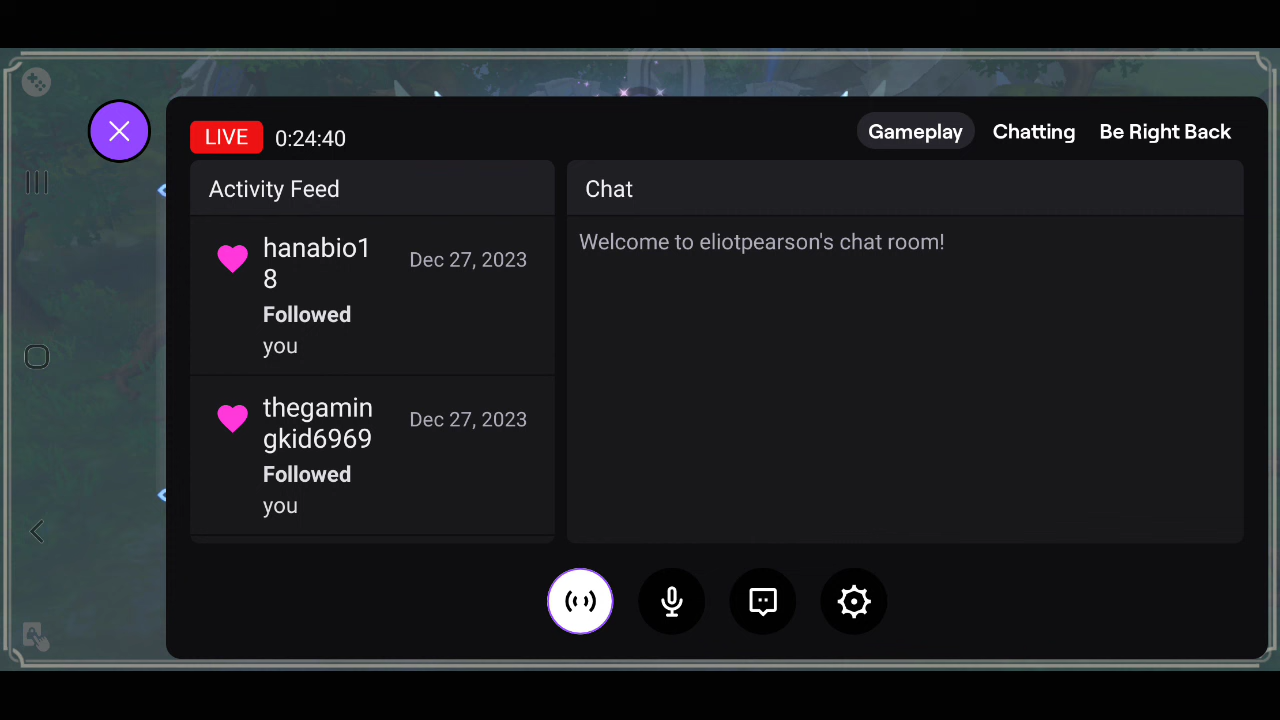 LIVE 0:24:40
Gameplay Chatting Be Right Back
Activity Feed
hanabio1
8
Dec 27, 2023
Followed
you
thegamin
gkid6969
Dec 27, 2023
Followed
you
Chat
Welcome to eliotpearson's chat room!